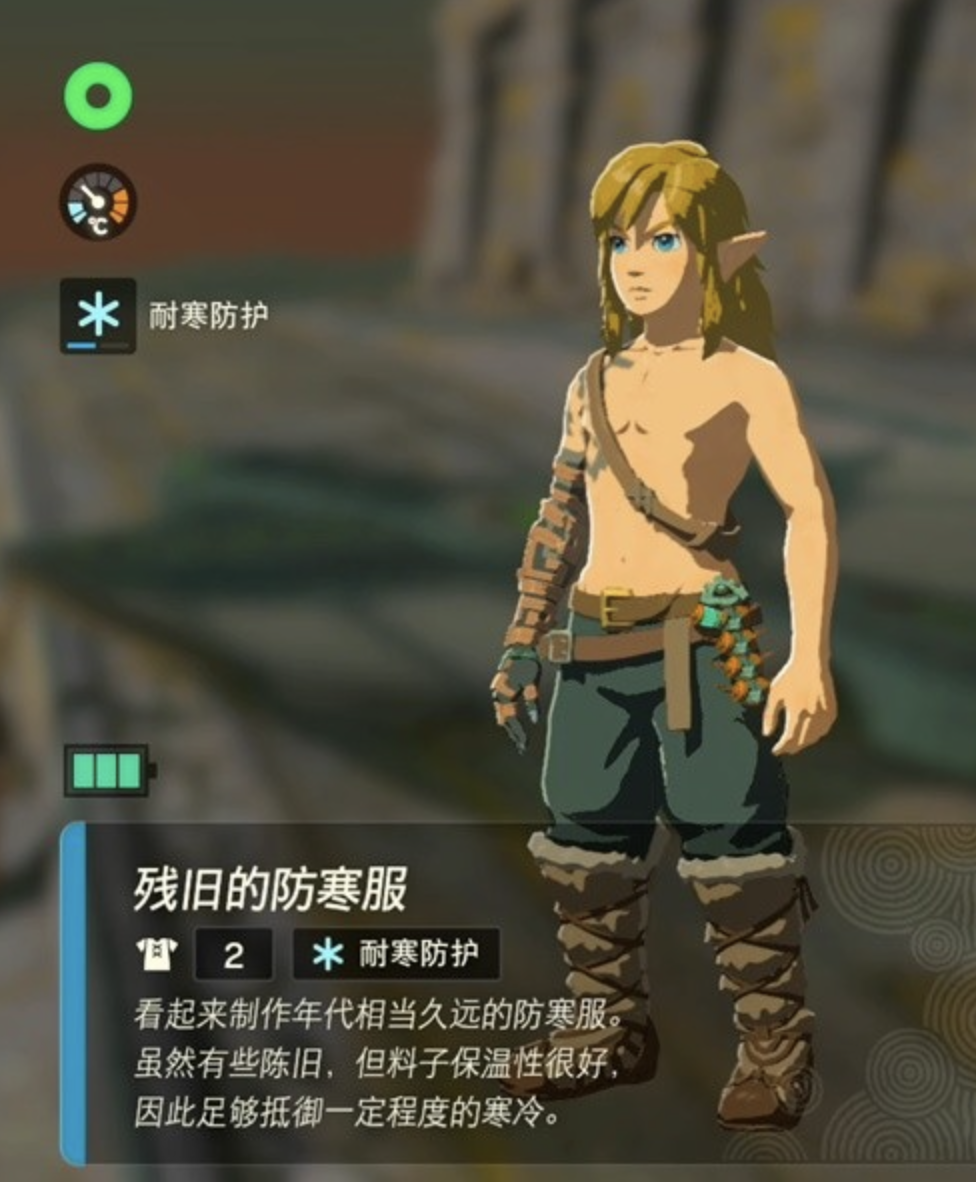 ℃
耐寒防护
残旧的防寒服
2
耐寒防护
看起来制作年代相当久远的防寒服。
虽然有些陈旧，但料子保温性很好，
因此足够抵御一定程度的寒冷。